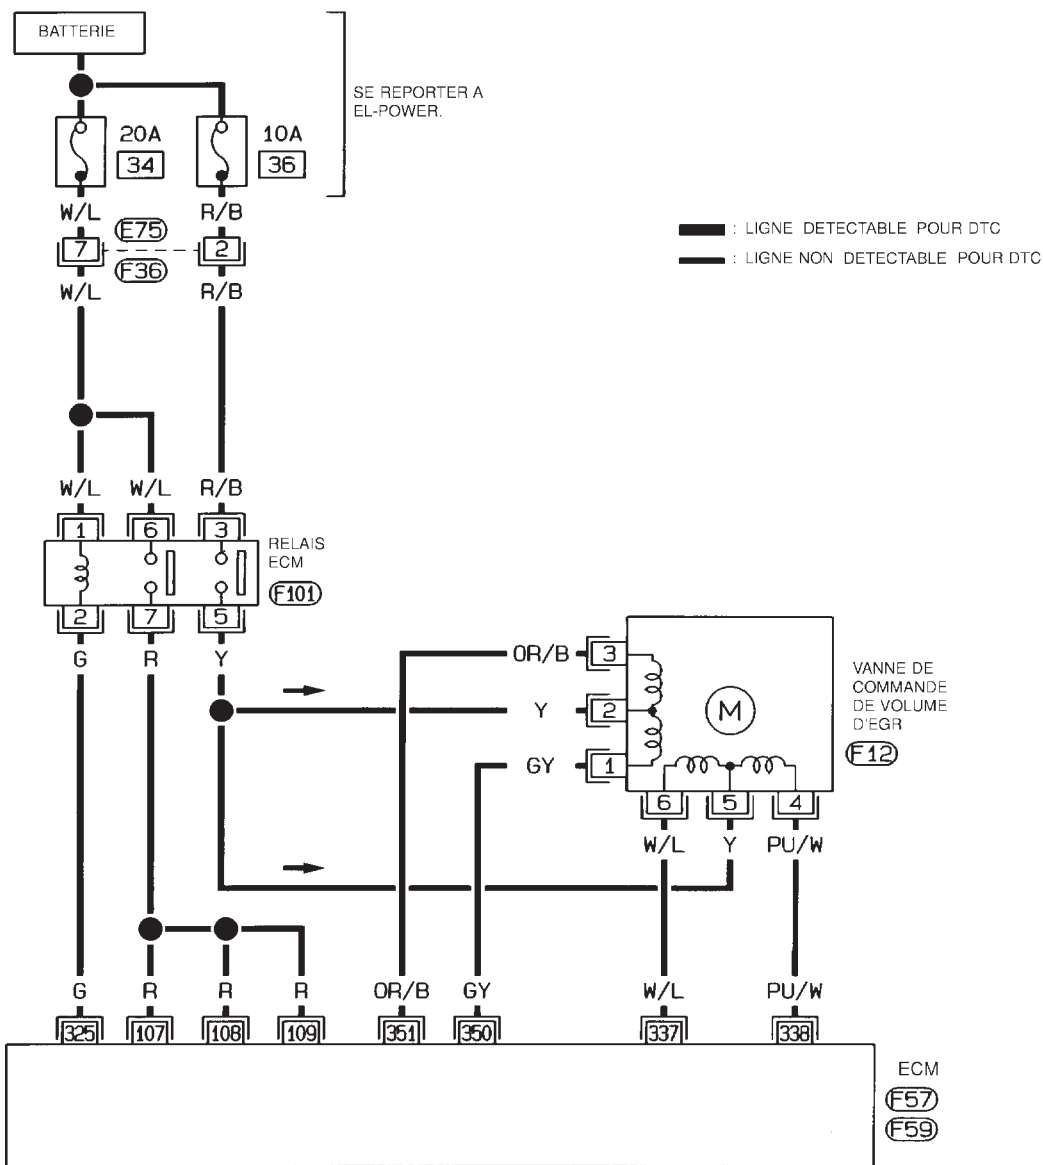 BATTERIE
SE REPORTER A
EL-POWER.
20A
10A
34
36
W/L
R/B
E75
7
2
F36
W/L
R/B
: LIGNE DETECTABLE POUR DTC
: LIGNE NON DETECTABLE POUR DTC
W/L
W/L
R/B
1
6
3
RELAIS
ECM
F101
2
7
5
G
R
Y
OR/B
3
Y
2
GY
1
M
VANNE DE
COMMANDE
DE VOLUME
D'EGR
F12
6
5
4
W/L
Y
PU/W
G
R
R
R
OR/B
GY
W/L
PU/W
325
107
108
109
351
350
337
338
ECM
F57
F59